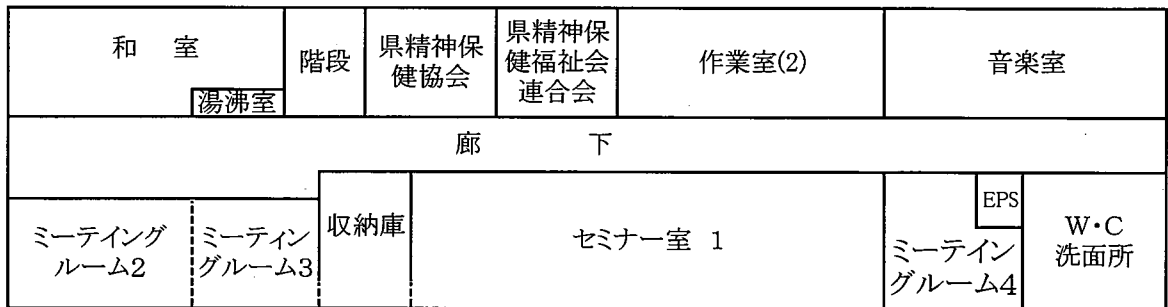 和 室
湯沸室
階段
県精神保
健協会
県精神保
健福祉会
連合会
作業室(2)
音楽室
廊 下
ミーテイング
ルーム2
ミーティン
グルーム3
収納庫
セミナー室 1
ミーテイン
グルーム4
EPS
W・C
洗面所